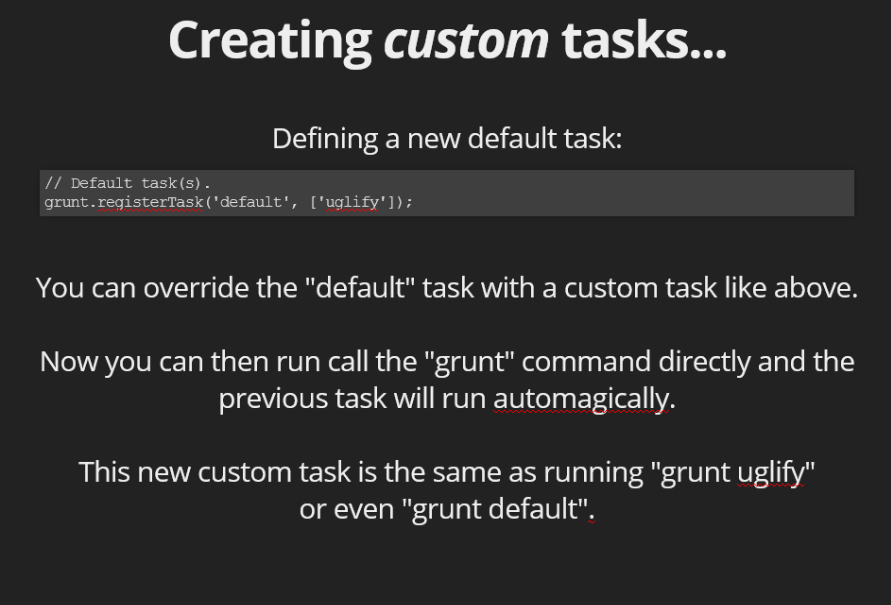 Creating custom tasks...
Defining a new default task:
// Default task(s).
grunt.registerTask('default', ['uglify']);
You can override the "default" task with a custom task like above.
Now you can then run call the "grunt" command directly and the
previous task will run automagically.
This new custom task is the same as running "grunt uglify"
or even "grunt default".